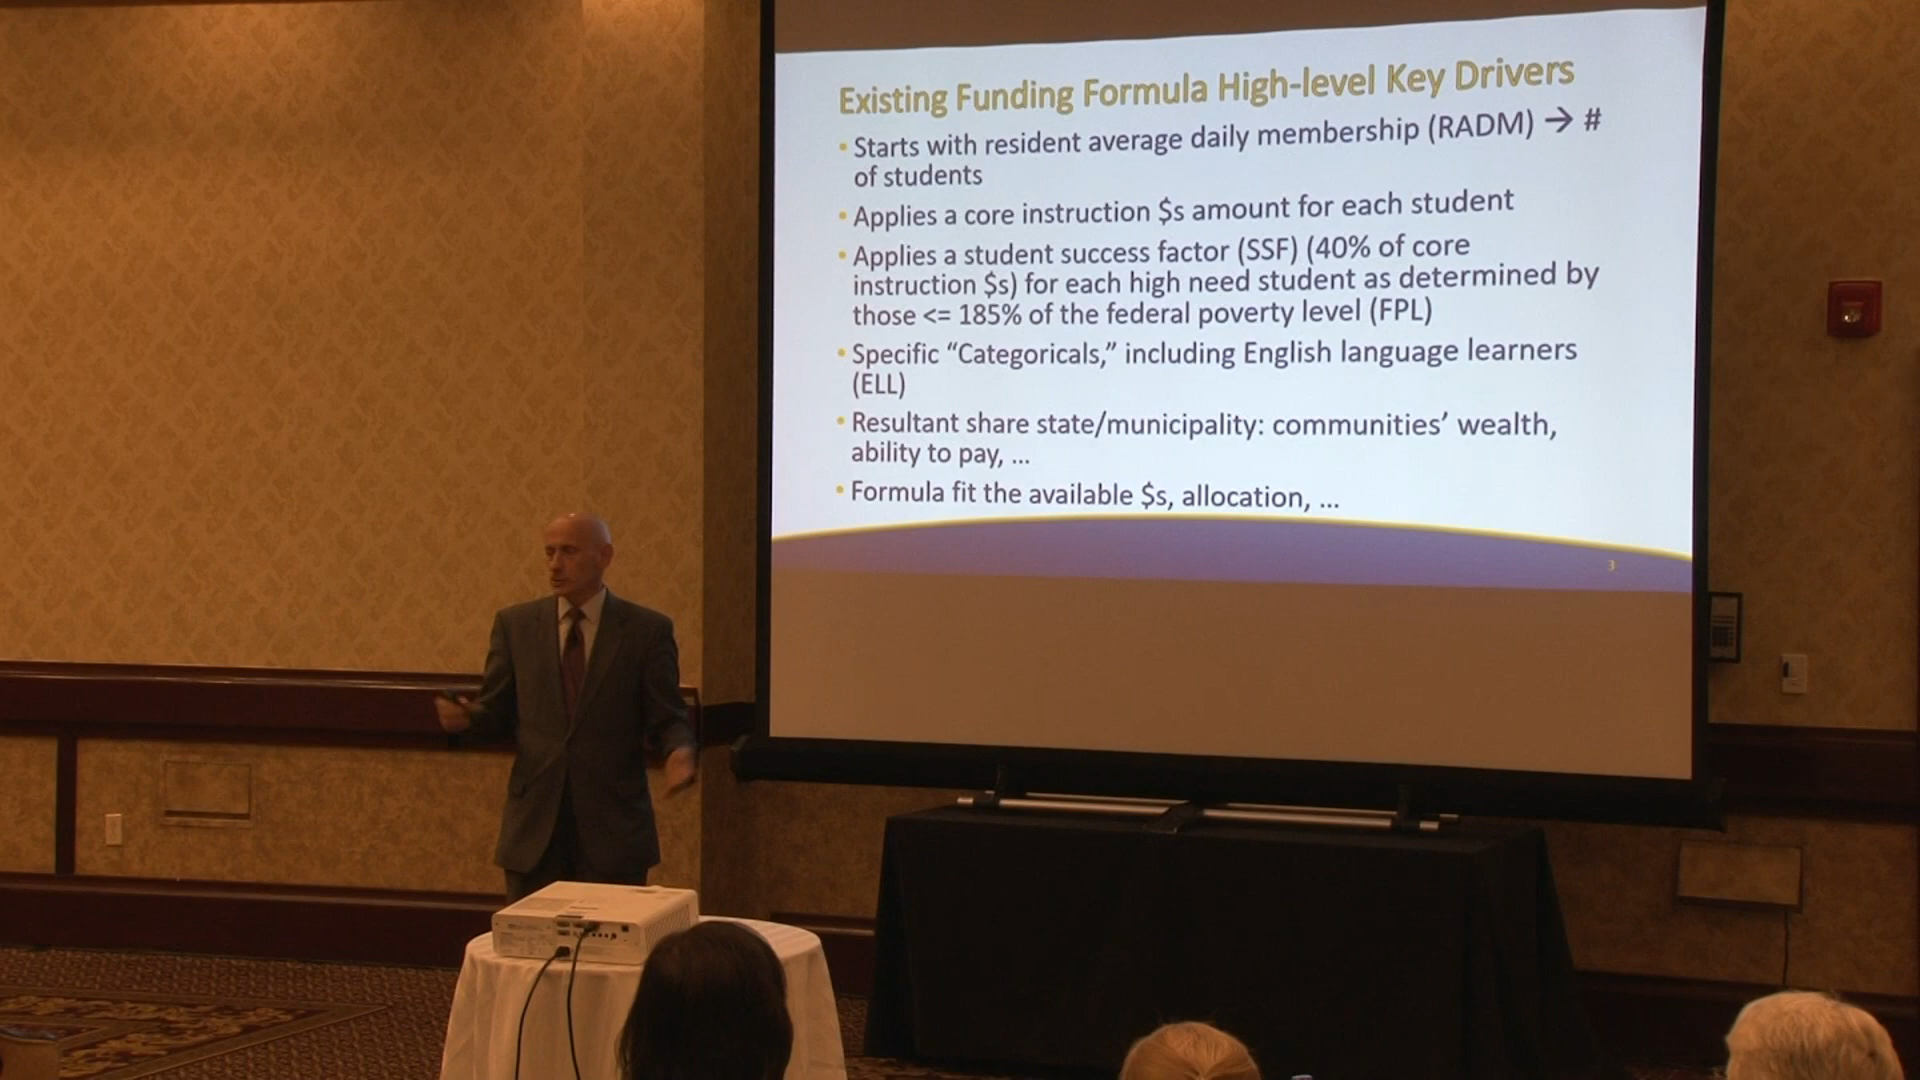 Existing Funding Formula High-level Key Drivers
• Starts with resident average daily membership (RADM) → #
of students
• Applies a core instruction $s amount for each student
• Applies a student success factor (SSF) (40% of core
instruction $s) for each high need student as determined by
those <= 185% of the federal poverty level (FPL)
• Specific “Categoricals,” including English language learners
(ELL)
• Resultant share state/municipality: communities’ wealth,
ability to pay, ...
• Formula fit the available $s, allocation, ...
3